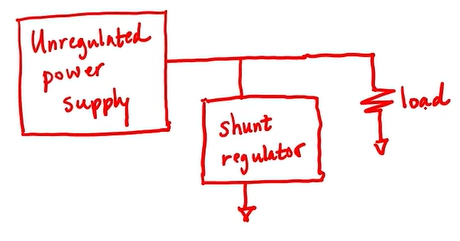 Unregulated
power
supply
shunt
regulator
load